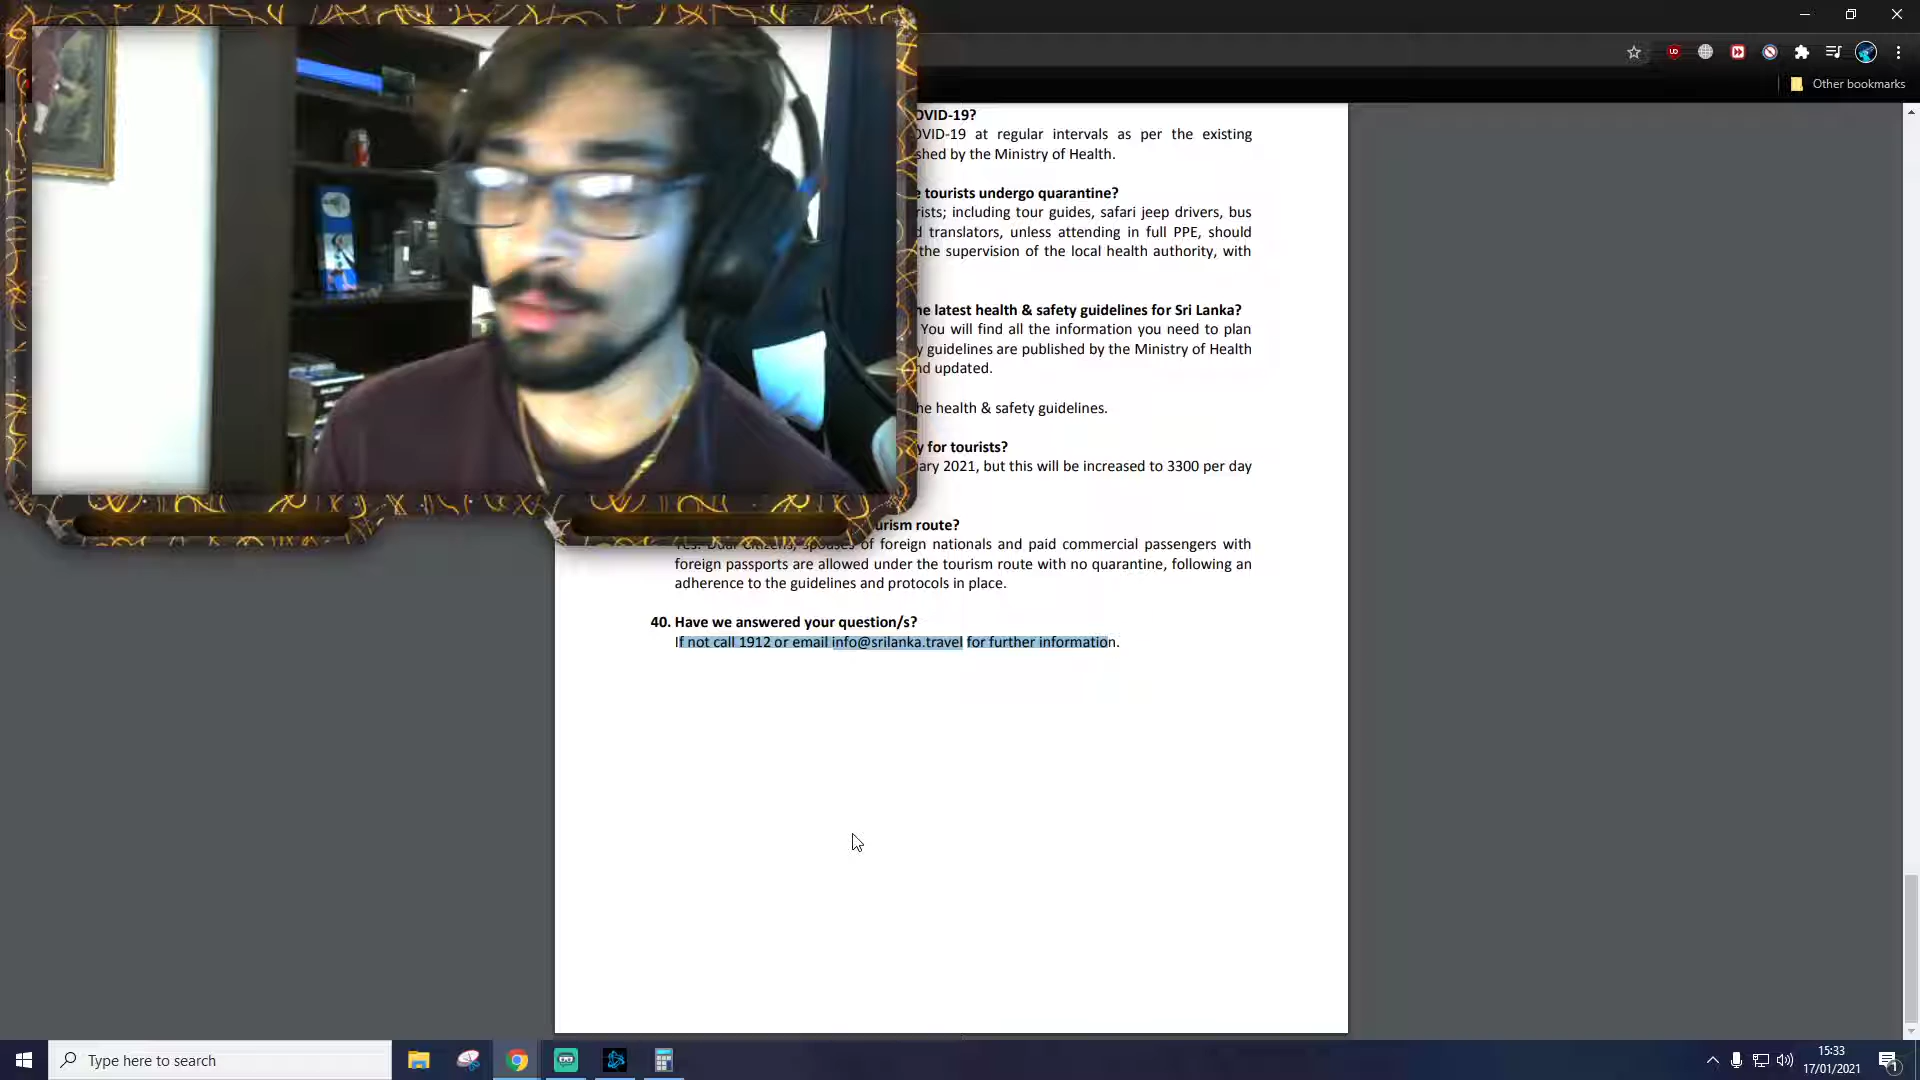 Other bookmarks
OVID-19?
OVID-19 at regular intervals as per the existing
shed by the Ministry of Health.
e tourists undergo quarantine?
rists; including tour guides, safari jeep drivers, bus
d translators, unless attending in full PPE, should
the supervision of the local health authority, with
he latest health & safety guidelines for Sri Lanka?
You will find all the information you need to plan
y guidelines are published by the Ministry of Health
nd updated.
he health & safety guidelines.
y for tourists?
ary 2021, but this will be increased to 3300 per day
urism route?
Yes. Dual Citizens, spouses of foreign nationals and paid commercial passengers with
foreign passports are allowed under the tourism route with no quarantine, following an
adherence to the guidelines and protocols in place.
40. Have we answered your question/s?
If not call 1912 or email info@srilanka.travel for further information.
Type here to search
15:33
17/01/2021
1